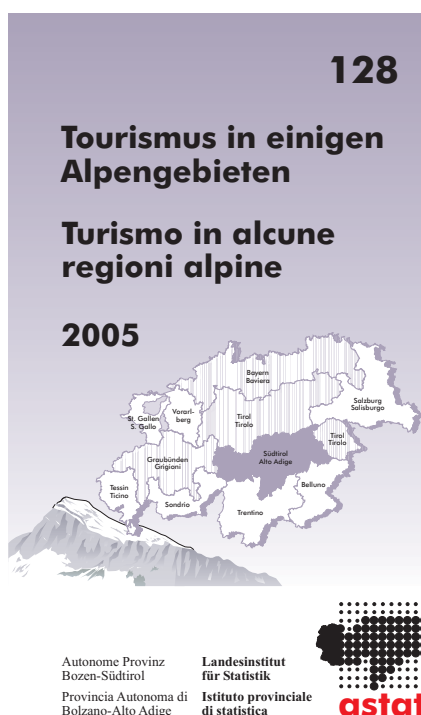 128
Tourismus in einigen
Alpengebieten
Turismo in alcune
regioni alpine
2005
Bayern
Baviera
Salzburg
Salisburgo
St. Gallen
S. Gallo
Vorarl-
berg
Tirol
Tirolo
Tirol
Tirolo
Südtirol
Alto Adige
Graubünden
Grigioni
Belluno
Tessin
Ticino
Sondrio
Trentino
Autonome Provinz
Bozen-Südtirol
Landesinstitut
für Statistik
Provincia Autonoma di
Bolzano-Alto Adige
Istituto provinciale
di statistica
astat